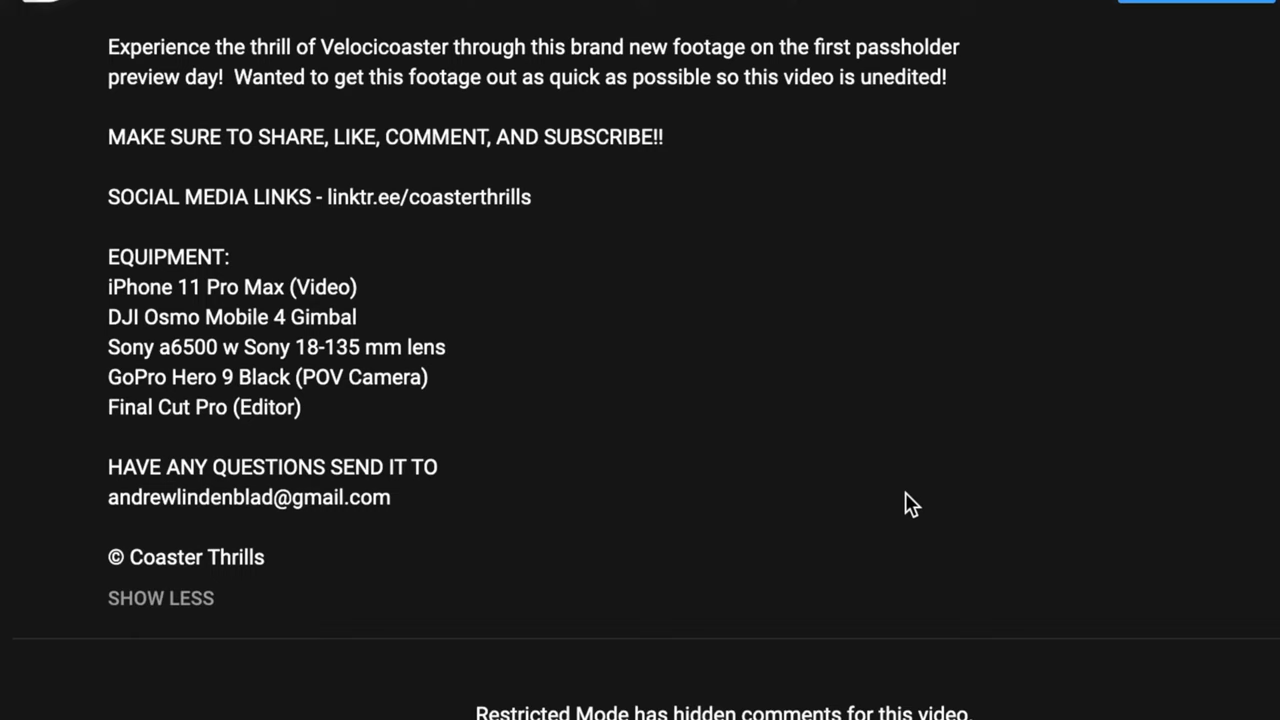 Experience the thrill of Velocicoaster through this brand new footage on the first passholder
preview day!  Wanted to get this footage out as quick as possible so this video is unedited!
MAKE SURE TO SHARE, LIKE, COMMENT, AND SUBSCRIBE!!
SOCIAL MEDIA LINKS - linktr.ee/coasterthrills
EQUIPMENT:
iPhone 11 Pro Max (Video)
DJI Osmo Mobile 4 Gimbal
Sony a6500 w Sony 18-135 mm lens
GoPro Hero 9 Black (POV Camera)
Final Cut Pro (Editor)
HAVE ANY QUESTIONS SEND IT TO
andrewlindenblad@gmail.com
© Coaster Thrills
SHOW LESS
Restricted Mode has hidden comments for this video.